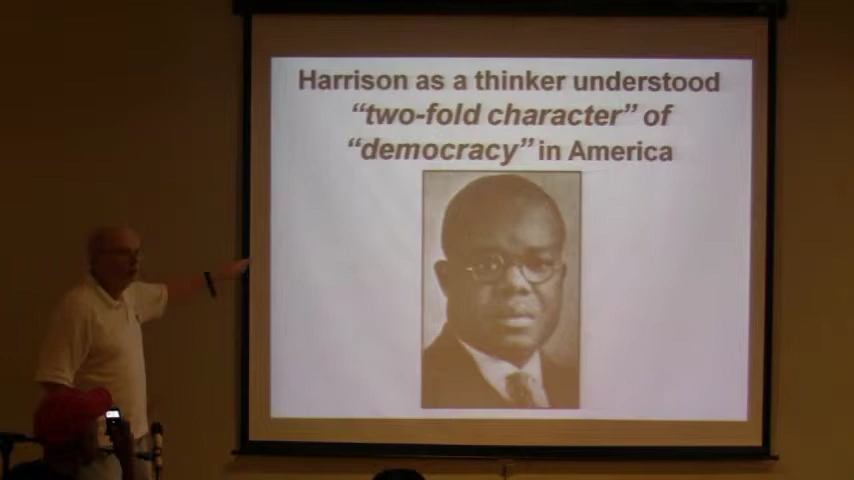 Harrison as a thinker understood
“two-fold character” of
“democracy” in America